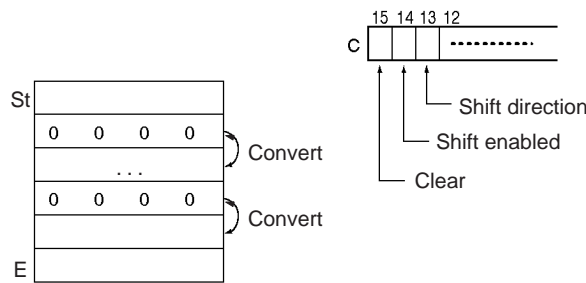 St
0 0 0 0
Convert
. . .
0 0 0 0
Convert
E
15 14 13 12
C
Shift direction
Shift enabled
Clear